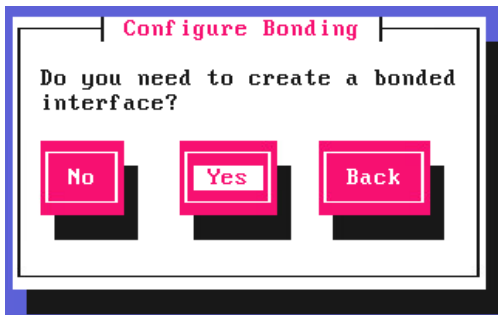 Configure Bonding
Do you need to create a bonded
interface?
No Yes Back